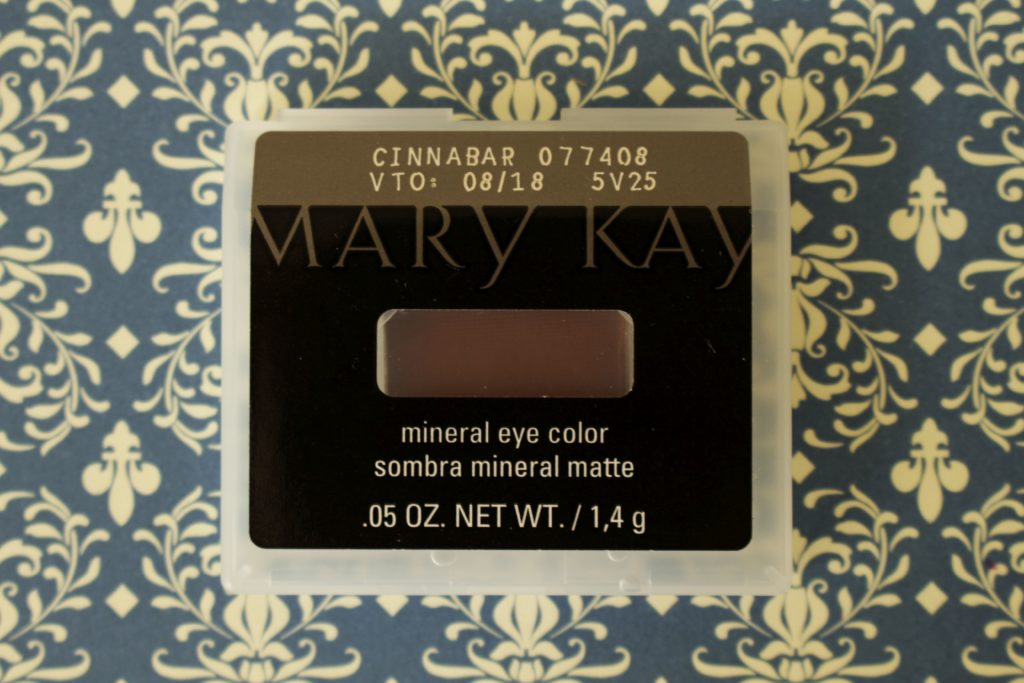 CINNABAR 077408
VTO: 08/18 5V25
MARY KAY
mineral eye color
sombra mineral matte
.05 OZ. NET WT. / 1,4 g